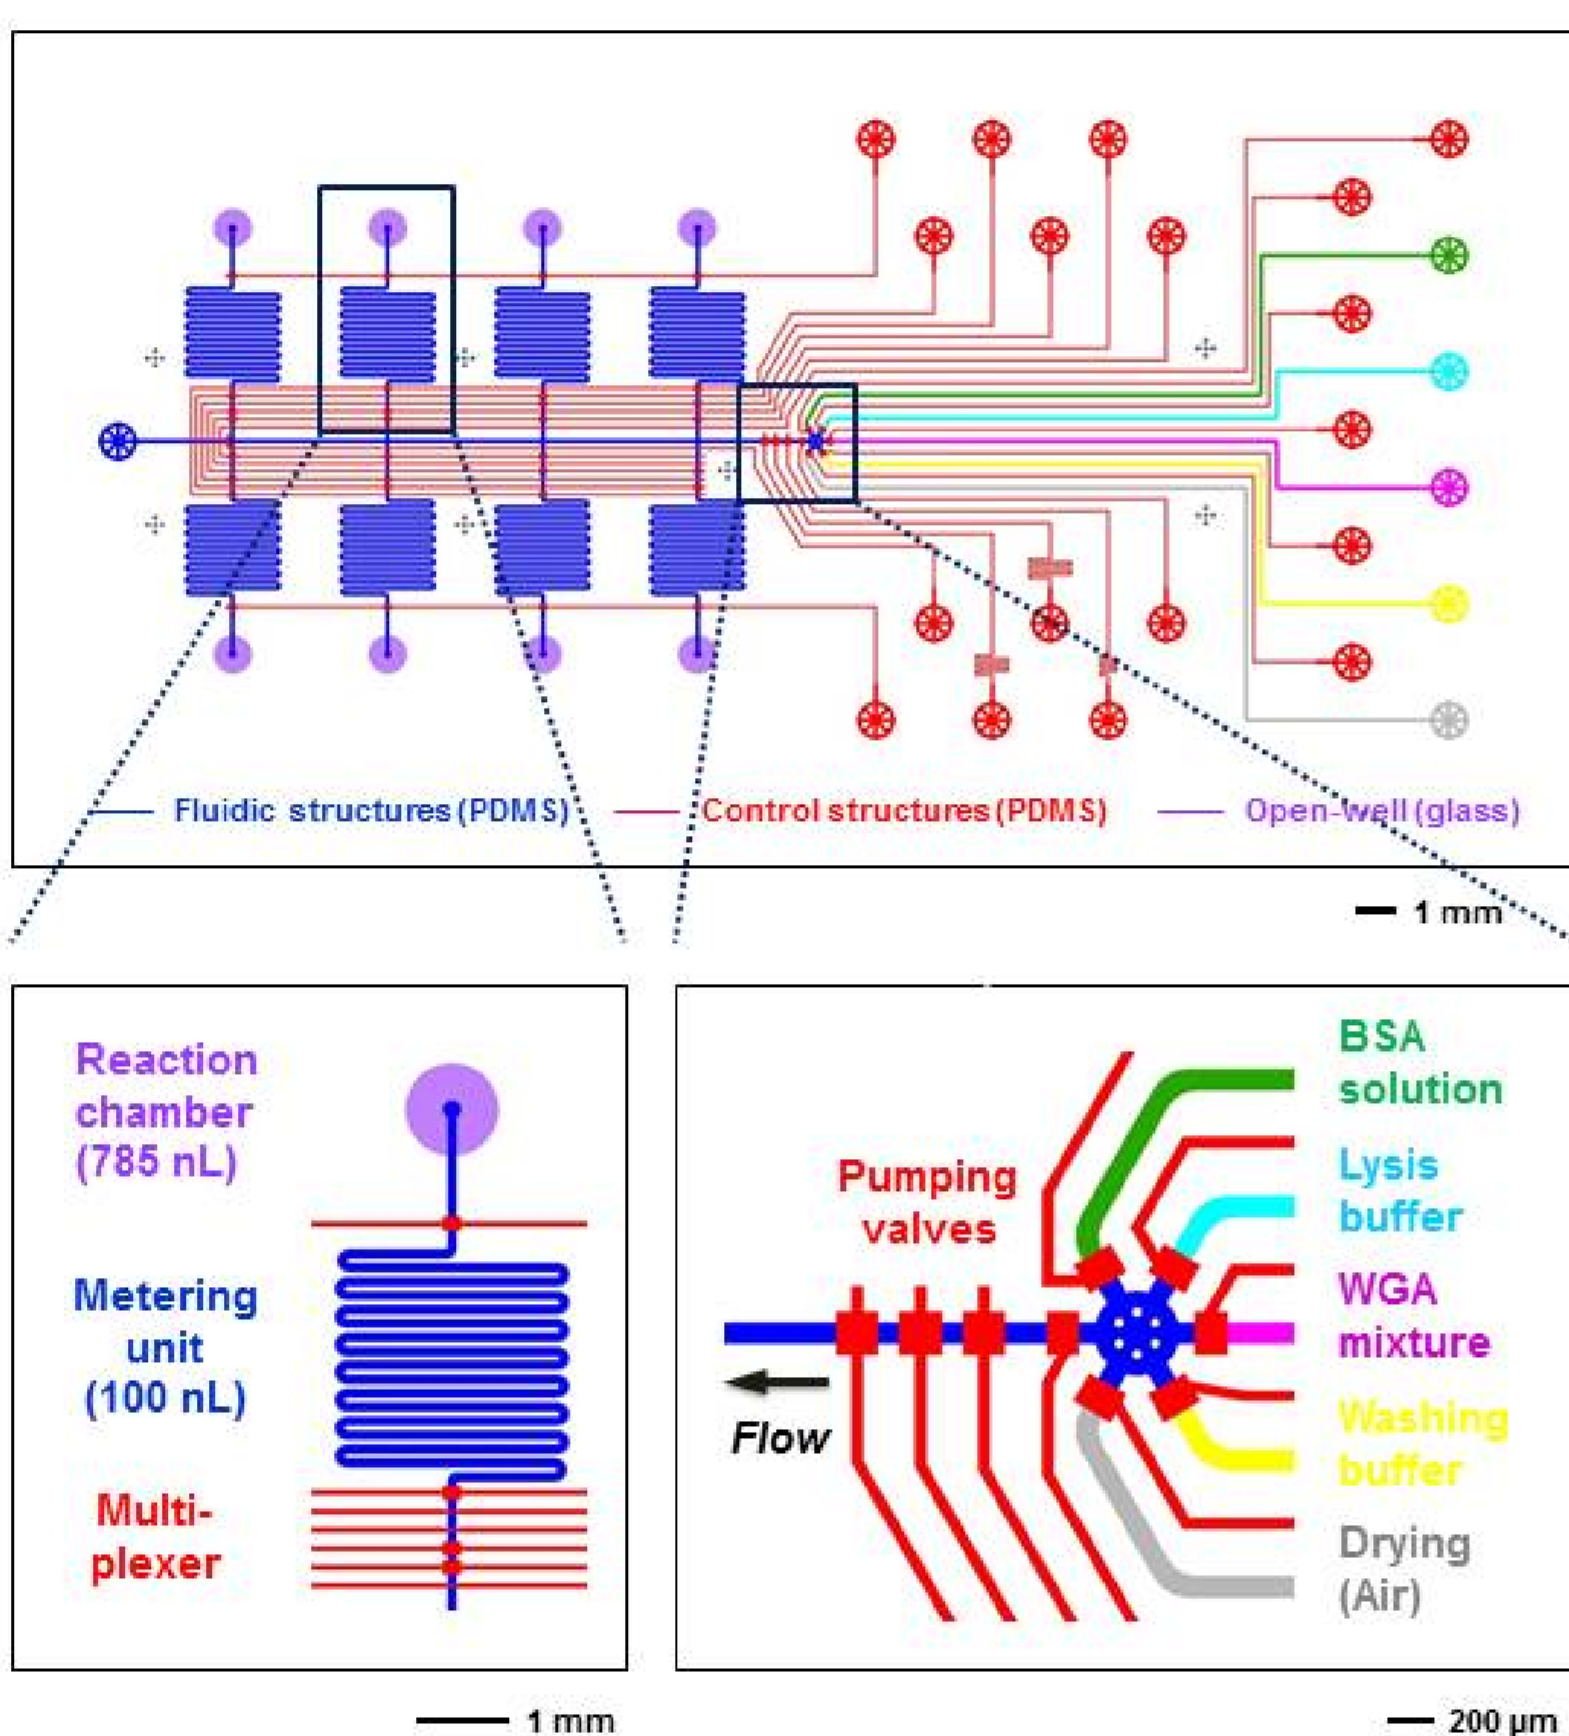 Fluidic structures (PDMS)
Control structures (PDMS)
Open-well (glass)
1 mm
Reaction
chamber
(785 nL)
Metering
unit
(100 nL)
Multi-
plexer
1 mm
Pumping
valves
Flow
BSA
solution
Lysis
buffer
WGA
mixture
Washing
buffer
Drying
(Air)
200 µm